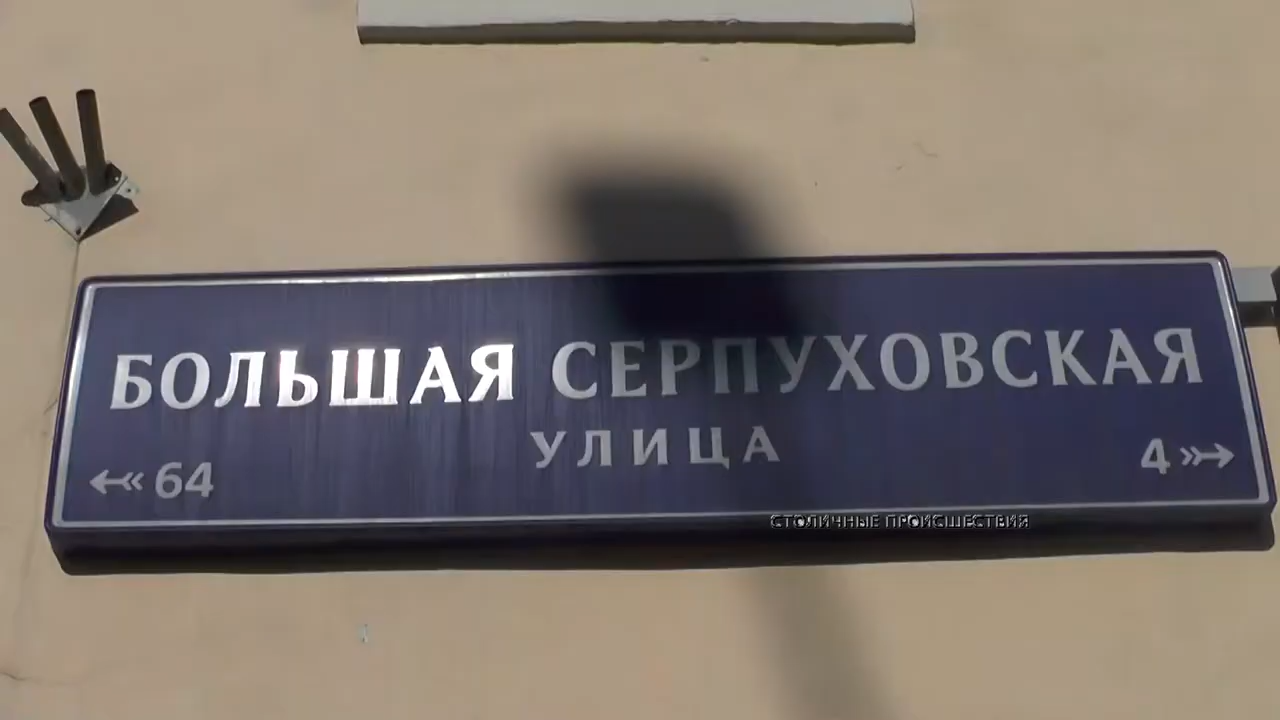 БОЛЬШАЯ СЕРПУХОВСКАЯ
УЛИЦА
64 4
СТОЛИЧНЫЕ ПРОИСШЕСТВИЯ